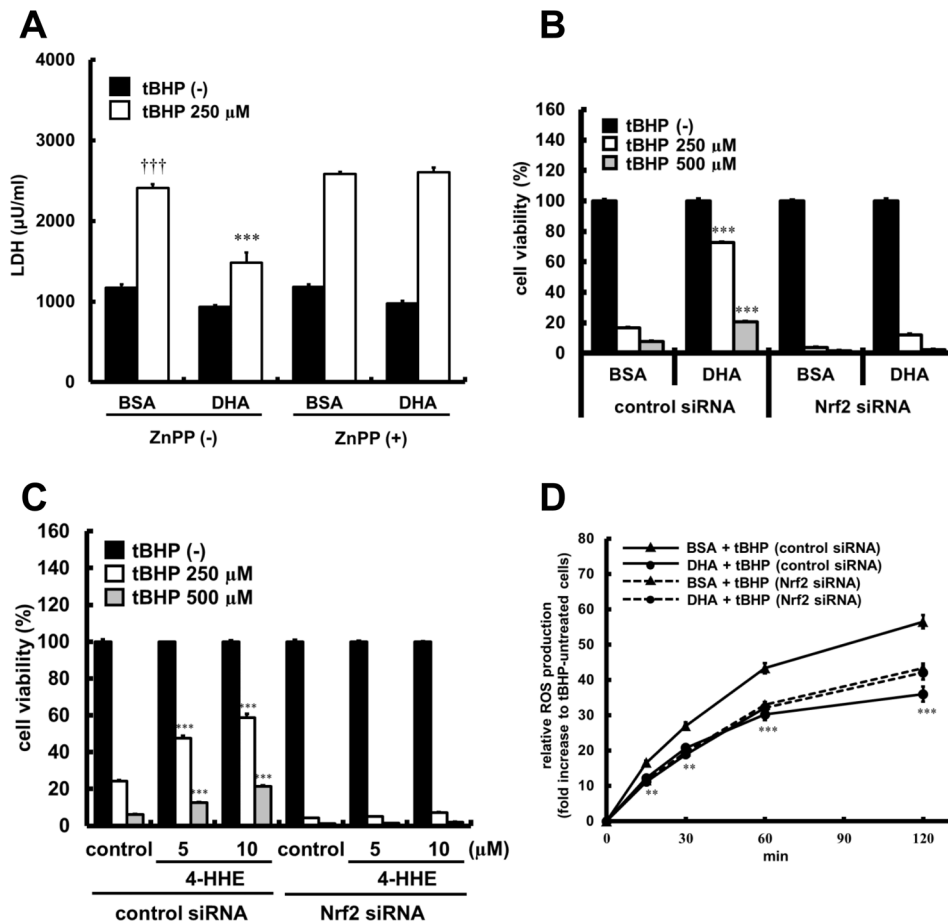 A
4000
3000
2000
1000
0
LDH (µU/ml)
tBHP (-)
tBHP 250 µM
†††
***
BSA
DHA
BSA
DHA
ZnPP (-)
ZnPP (+)
B
160
140
120
100
80
60
40
20
0
cell viability (%)
tBHP (-)
tBHP 250 µM
tBHP 500 µM
***
***
BSA
DHA
BSA
DHA
control siRNA
Nrf2 siRNA
C
160
140
120
100
80
60
40
20
0
cell viability (%)
tBHP (-)
tBHP 250 µM
tBHP 500 µM
***
***
***
***
control
5
10
control
5
10
(µM)
4-HHE
4-HHE
control siRNA
Nrf2 siRNA
D
80
70
60
50
40
30
20
10
0
relative ROS production
(fold increase to tBHP-untreated cells)
BSA + tBHP (control siRNA)
DHA + tBHP (control siRNA)
BSA + tBHP (Nrf2 siRNA)
DHA + tBHP (Nrf2 siRNA)
**
**
***
***
0
30
60
90
120
min